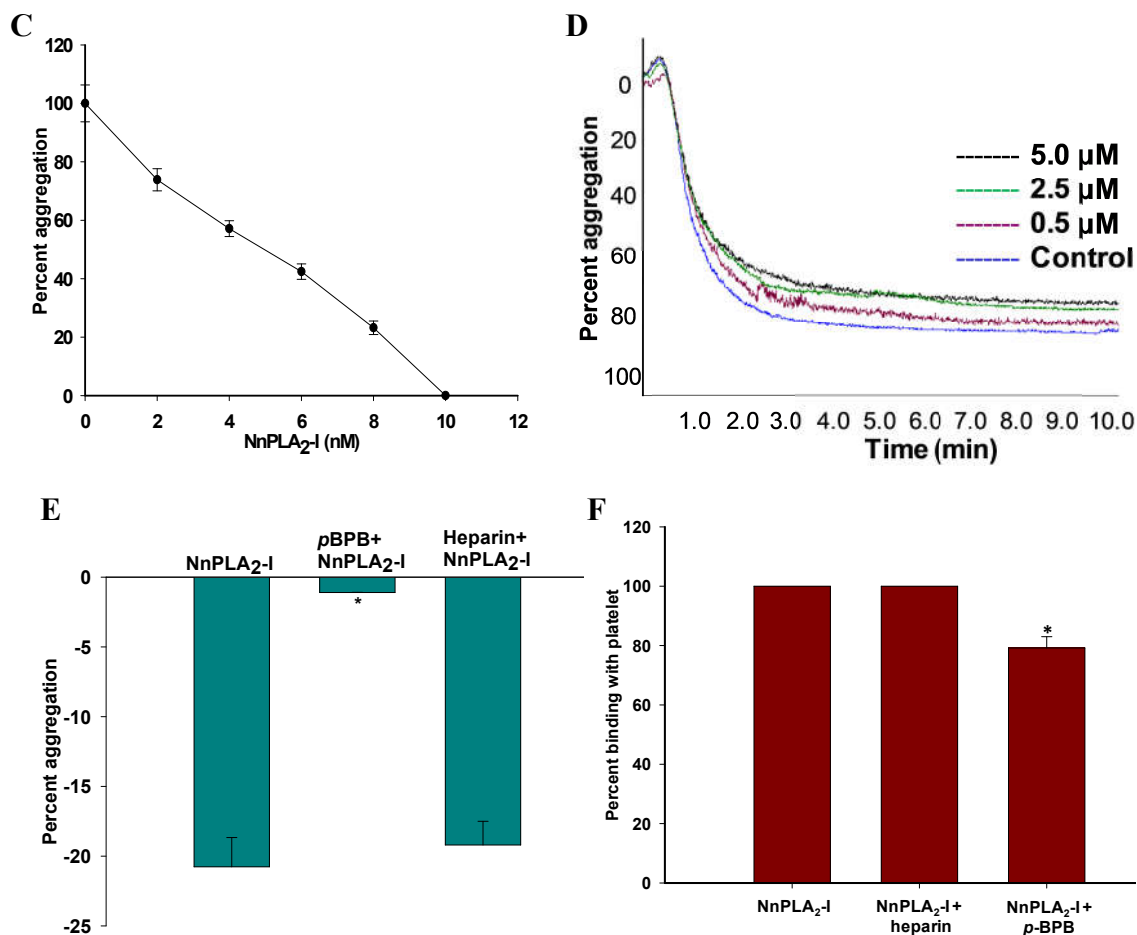 C
120
100
80
60
40
20
0
Percent aggregation
0 2 4 6 8 10 12
NnPLA2-I (nM)
D
0
20
40
60
80
100
Percent aggregation
5.0 µM
2.5 µM
0.5 µM
Control
1.0 2.0 3.0 4.0 5.0 6.0 7.0 8.0 9.0 10.0
Time (min)
E
NnPLA2-I
pBPB+
NnPLA2-I
Heparin+
NnPLA2-I
0
-5
-10
-15
-20
-25
*
Percent aggregation
F
120
100
80
60
40
20
0
*
Percent binding with platelet
NnPLA2-I
NnPLA2-I+
heparin
NnPLA2-I+
p-BPB